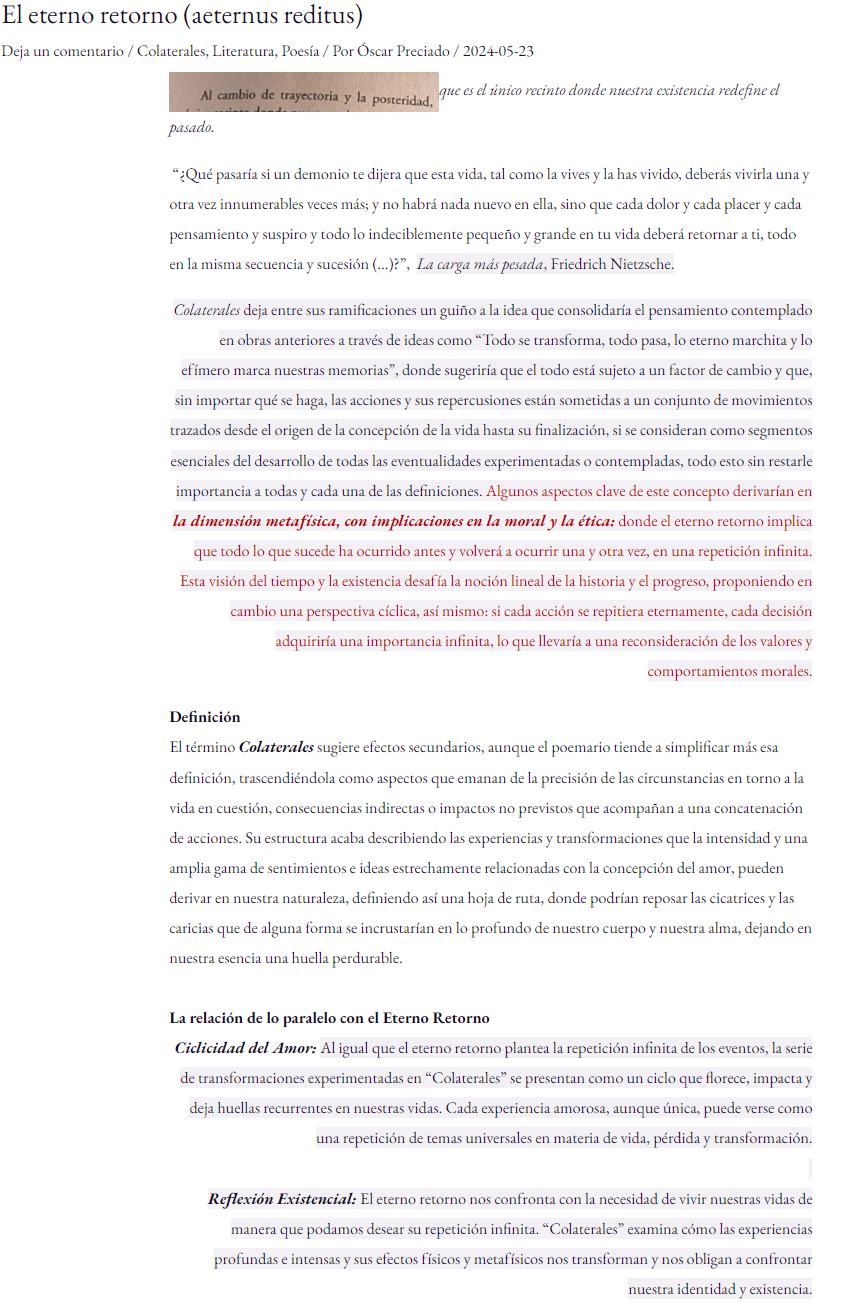 El eterno retorno (aeternus reditus)
Deja un comentario / Colaterales, Literatura, Poesía / Por Óscar Preciado / 2024-05-23
Al cambio de trayectoria y la posteridad, que es el único recinto donde nuestra existencia redefine el
pasado.
“¿Qué pasaría si un demonio te dijera que esta vida, tal como la vives y la has vivido, deberás vivirla una y
otra vez innumerables veces más; y no habrá nada nuevo en ella, sino que cada dolor y cada placer y cada
pensamiento y suspiro y todo lo indeciblemente pequeño y grande en tu vida deberá retornar a ti, todo
en la misma secuencia y sucesión (...)?”, La carga más pesada, Friedrich Nietzsche.
Colaterales deja entre sus ramificaciones un guiño a la idea que consolidaría el pensamiento contemplado
en obras anteriores a través de ideas como “Todo se transforma, todo pasa, lo eterno marchita y lo
efímero marca nuestras memorias”, donde sugeriría que el todo está sujeto a un factor de cambio y que,
sin importar qué se haga, las acciones y sus repercusiones están sometidas a un conjunto de movimientos
trazados desde el origen de la concepción de la vida hasta su finalización, si se consideran como segmentos
esenciales del desarrollo de todas las eventualidades experimentadas o contempladas, todo esto sin restarle
importancia a todas y cada una de las definiciones. Algunos aspectos clave de este concepto derivarían en
la dimensión metafísica, con implicaciones en la moral y la ética: donde el eterno retorno implica
que todo lo que sucede ha ocurrido antes y volverá a ocurrir una y otra vez, en una repetición infinita.
Esta visión del tiempo y la existencia desafía la noción lineal de la historia y el progreso, proponiendo en
cambio una perspectiva cíclica, así mismo: si cada acción se repitiera eternamente, cada decisión
adquiriría una importancia infinita, lo que llevaría a una reconsideración de los valores y
comportamientos morales.
Definición
El término Colaterales sugiere efectos secundarios, aunque el poemario tiende a simplificar más esa
definición, trascendiéndola como aspectos que emanan de la precisión de las circunstancias en torno a la
vida en cuestión, consecuencias indirectas o impactos no previstos que acompañan a una concatenación
de acciones. Su estructura acaba describiendo las experiencias y transformaciones que la intensidad y una
amplia gama de sentimientos e ideas estrechamente relacionadas con la concepción del amor, pueden
derivar en nuestra naturaleza, definiendo así una hoja de ruta, donde podrían reposar las cicatrices y las
caricias que de alguna forma se incrustarían en lo profundo de nuestro cuerpo y nuestra alma, dejando en
nuestra esencia una huella perdurable.
La relación de lo paralelo con el Eterno Retorno
Ciclicidad del Amor: Al igual que el eterno retorno plantea la repetición infinita de los eventos, la serie
de transformaciones experimentadas en “Colaterales” se presentan como un ciclo que florece, impacta y
deja huellas recurrentes en nuestras vidas. Cada experiencia amorosa, aunque única, puede verse como
una repetición de temas universales en materia de vida, pérdida y transformación.
Reflexión Existencial: El eterno retorno nos confronta con la necesidad de vivir nuestras vidas de
manera que podamos desear su repetición infinita. “Colaterales” examina cómo las experiencias
profundas e intensas y sus efectos físicos y metafísicos nos transforman y nos obligan a confrontar
nuestra identidad y existencia.